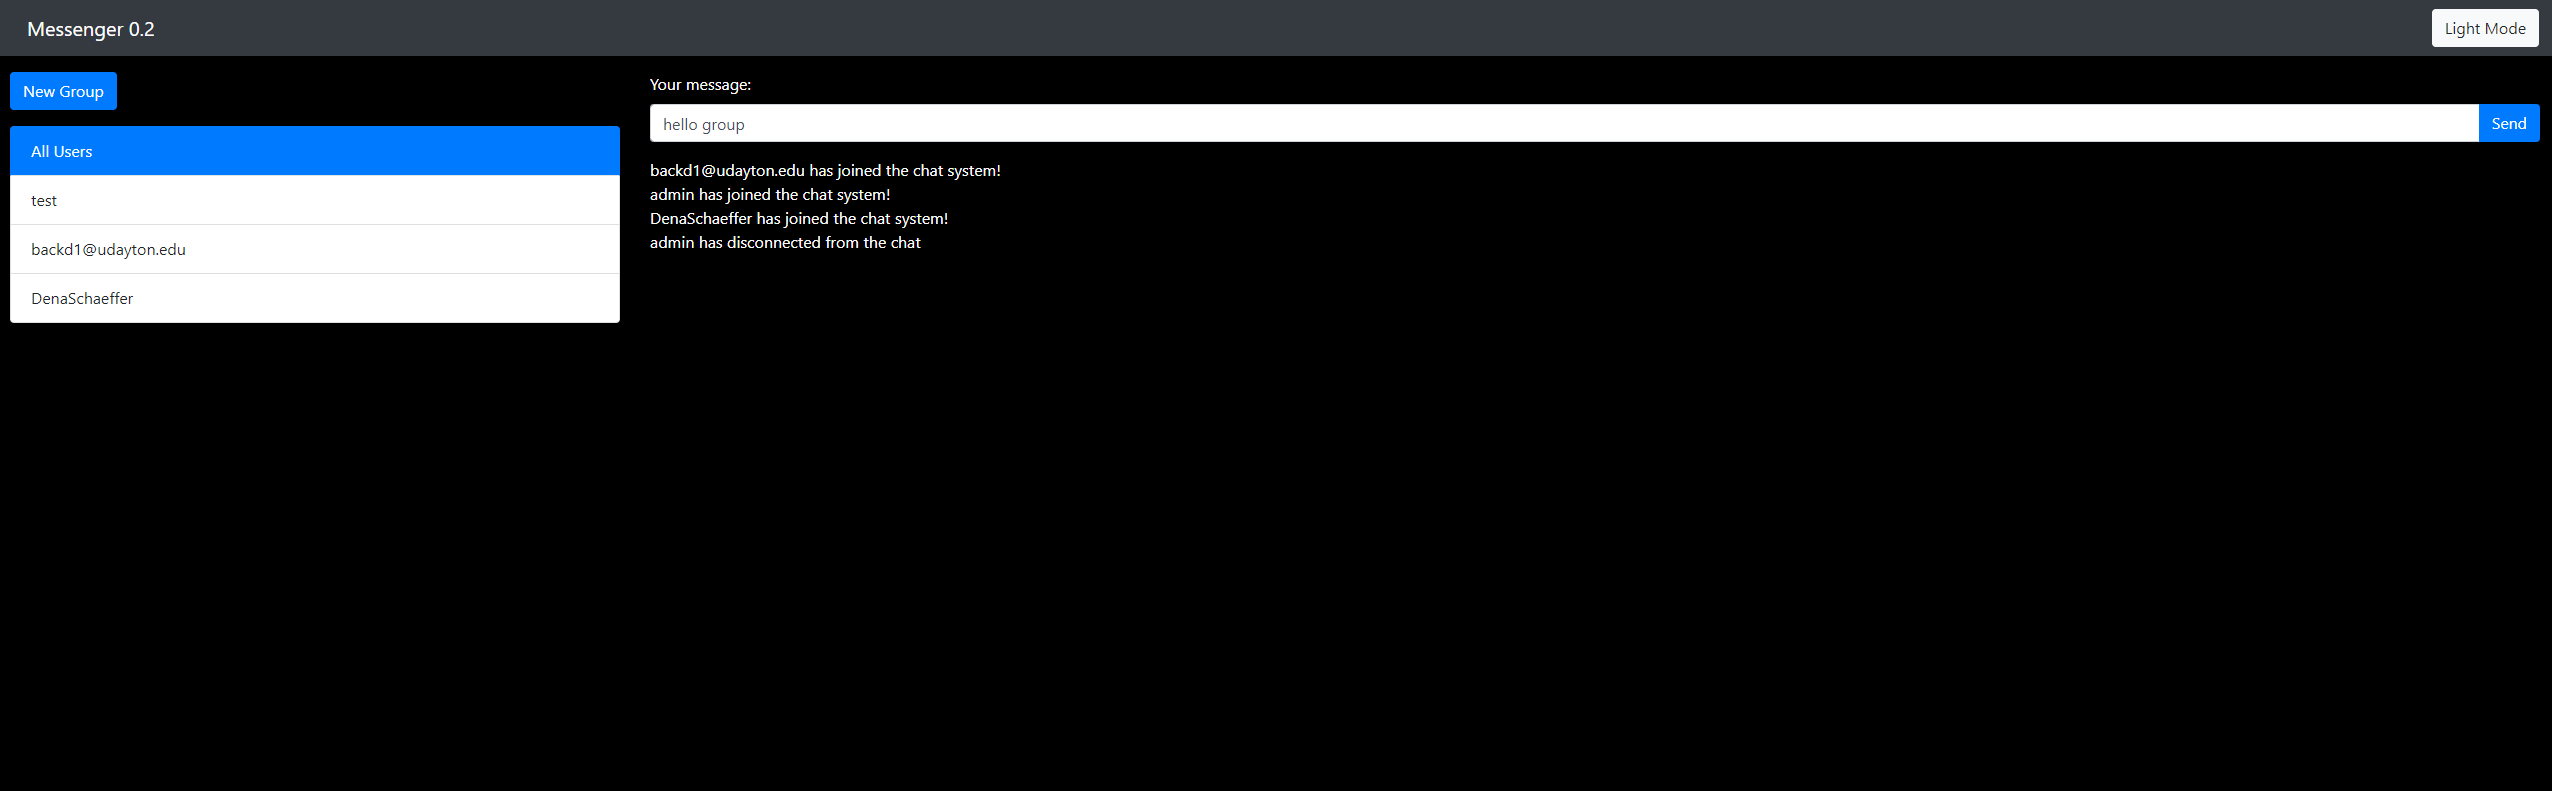 Messenger 0.2
Light Mode
New Group
All Users
test
backd1@udayton.edu
DenaSchaeffer
Your message:
hello group
Send
backd1@udayton.edu has joined the chat system!
admin has joined the chat system!
DenaSchaeffer has joined the chat system!
admin has disconnected from the chat